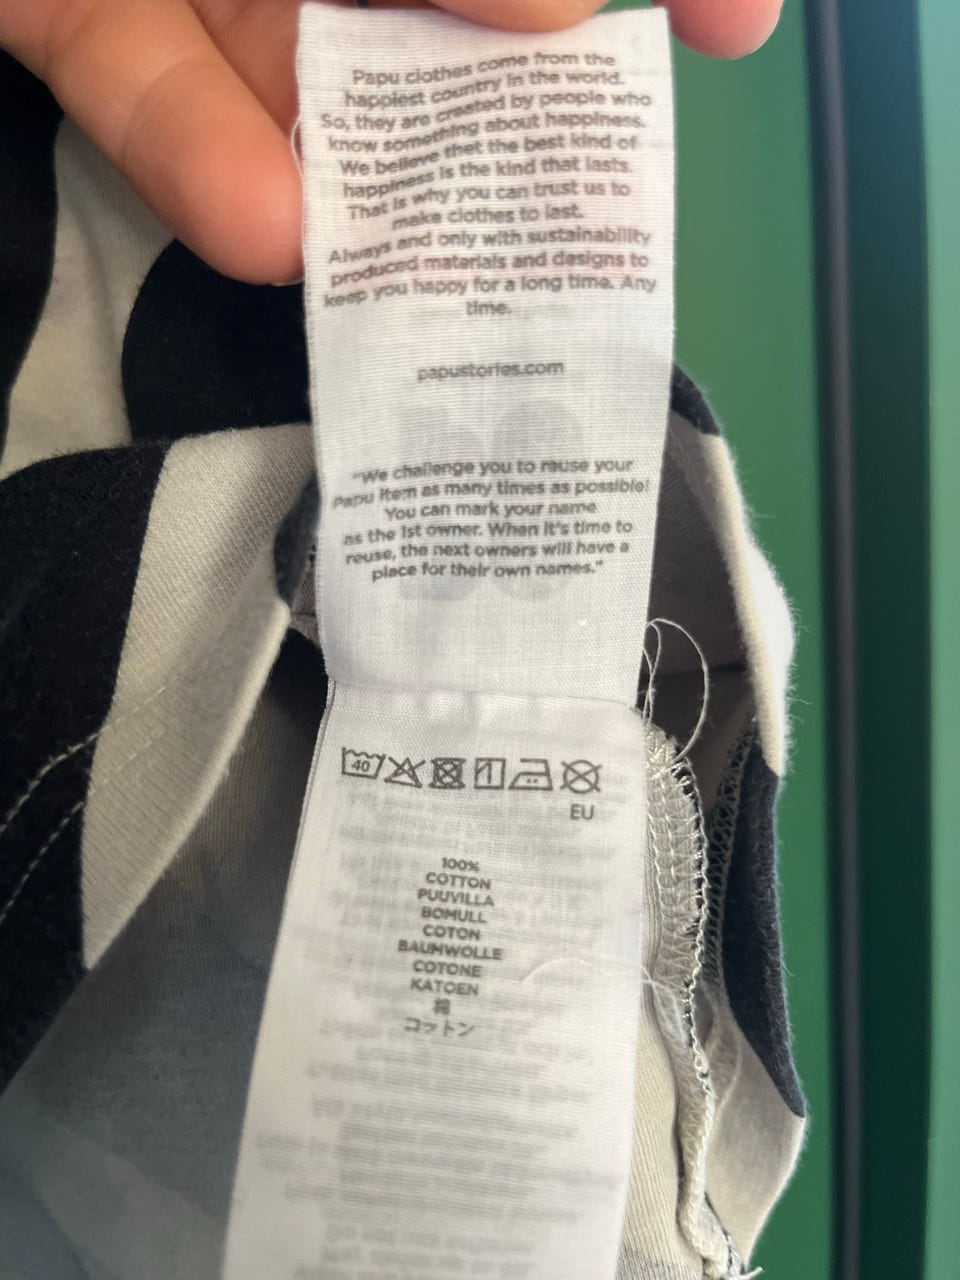 Papu clothes come from the
happiest country in the world.
So, they are created by people who
know something about happiness.
We believe thet the best kind of
happiness is the kind that lasts.
That is why you can trust us to
make clothes to last.
Always and only with sustainability
produced materials and designs to
keep you happy for a long time. Any
time.
papustories.com
"We challenge you to reuse your
Papu item as many times as possible!
You can mark your name
as the 1st owner. When it's time to
reuse, the next owners will have a
place for their own names."
40
EU
100%
COTTON
PUUVILLA
BOMULL
COTON
BAUMWOLLE
COTONE
KATOEN
棉
コットン